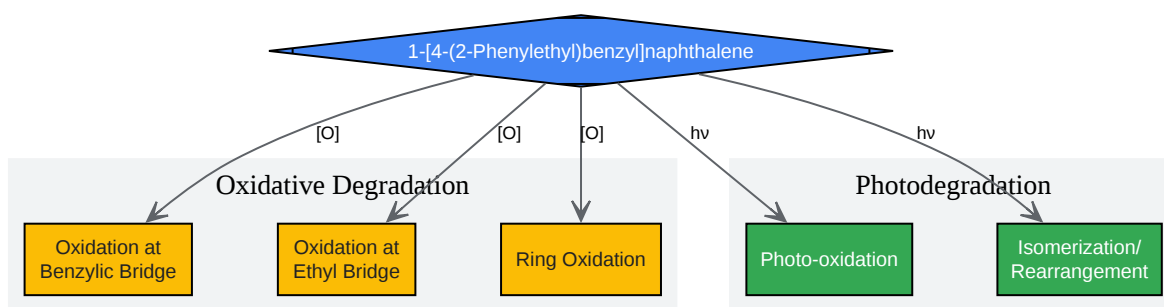 1-[4-(2-Phenylethyl)benzyl]naphthalene
[O]
[O]
[O]
hν
hν
Oxidative Degradation
Photodegradation
Oxidation at
Benzylic Bridge
Oxidation at
Ethyl Bridge
Ring Oxidation
Photo-oxidation
Isomerization/
Rearrangement